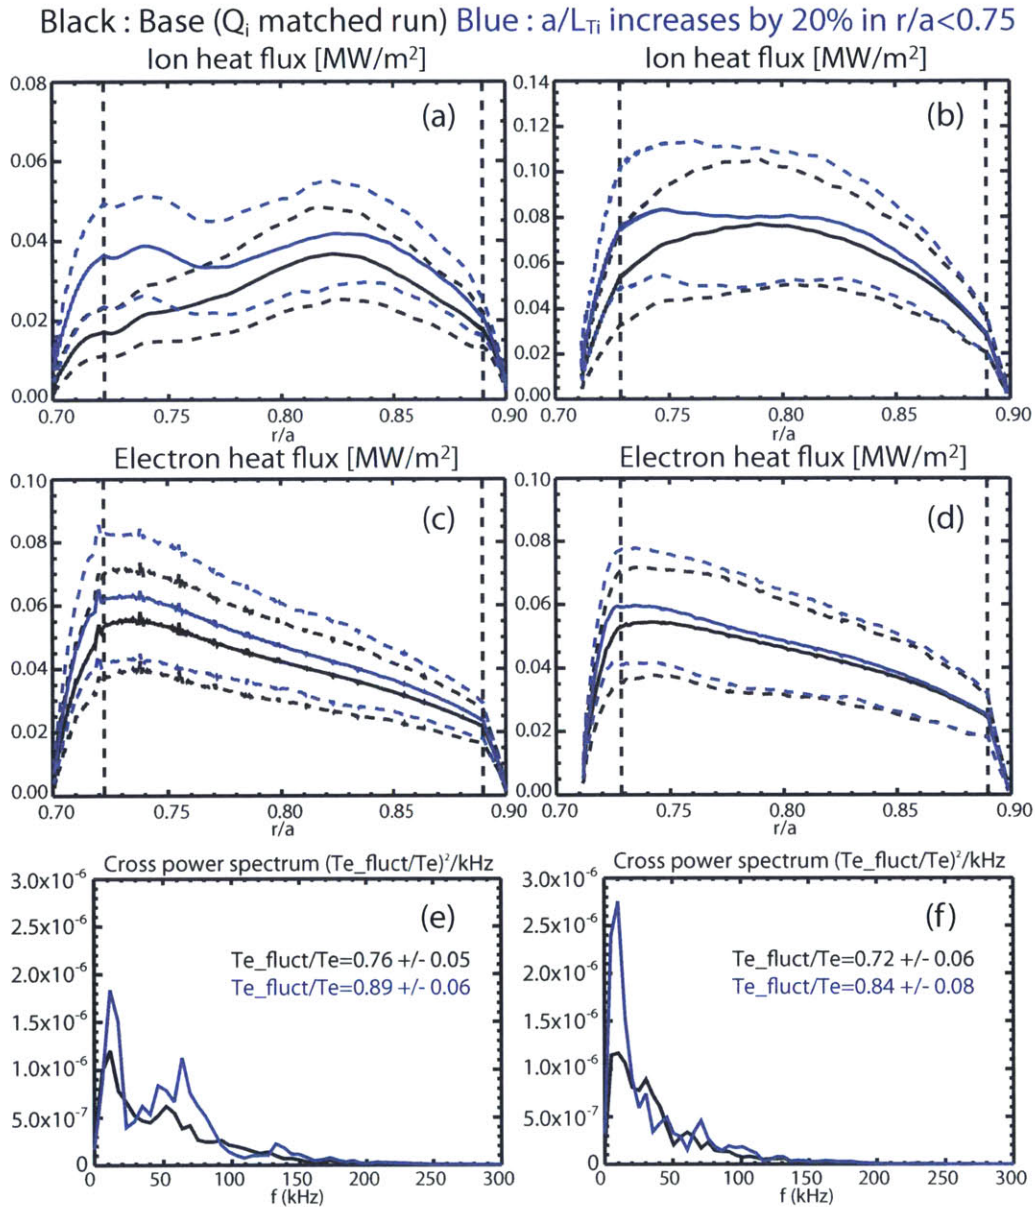 Black : Base (Qi matched run) Blue : a/LTi increases by 20% in r/a<0.75
Ion heat flux [MW/m²]
Ion heat flux [MW/m²]
0.08
0.06
0.04
0.02
0.00
(a)
0.70 0.75 0.80 0.85 0.90
r/a
0.14
0.12
0.10
0.08
0.06
0.04
0.02
0.00
(b)
0.70 0.75 0.80 0.85 0.90
r/a
Electron heat flux [MW/m²]
Electron heat flux [MW/m²]
0.10
0.08
0.06
0.04
0.02
0.00
(c)
0.70 0.75 0.80 0.85 0.90
r/a
0.10
0.08
0.06
0.04
0.02
0.00
(d)
0.70 0.75 0.80 0.85 0.90
r/a
Cross power spectrum (Te_fluct/Te)²/kHz
Cross power spectrum (Te_fluct/Te)²/kHz
3.0x10⁻⁶
2.5x10⁻⁶
2.0x10⁻⁶
1.5x10⁻⁶
1.0x10⁻⁶
5.0x10⁻⁷
0
(e)
Te_fluct/Te=0.76 +/- 0.05
Te_fluct/Te=0.89 +/- 0.06
0 50 100 150 200 250 300
f (kHz)
3.0x10⁻⁶
2.5x10⁻⁶
2.0x10⁻⁶
1.5x10⁻⁶
1.0x10⁻⁶
5.0x10⁻⁷
0
(f)
Te_fluct/Te=0.72 +/- 0.06
Te_fluct/Te=0.84 +/- 0.08
0 50 100 150 200 250 300
f (kHz)